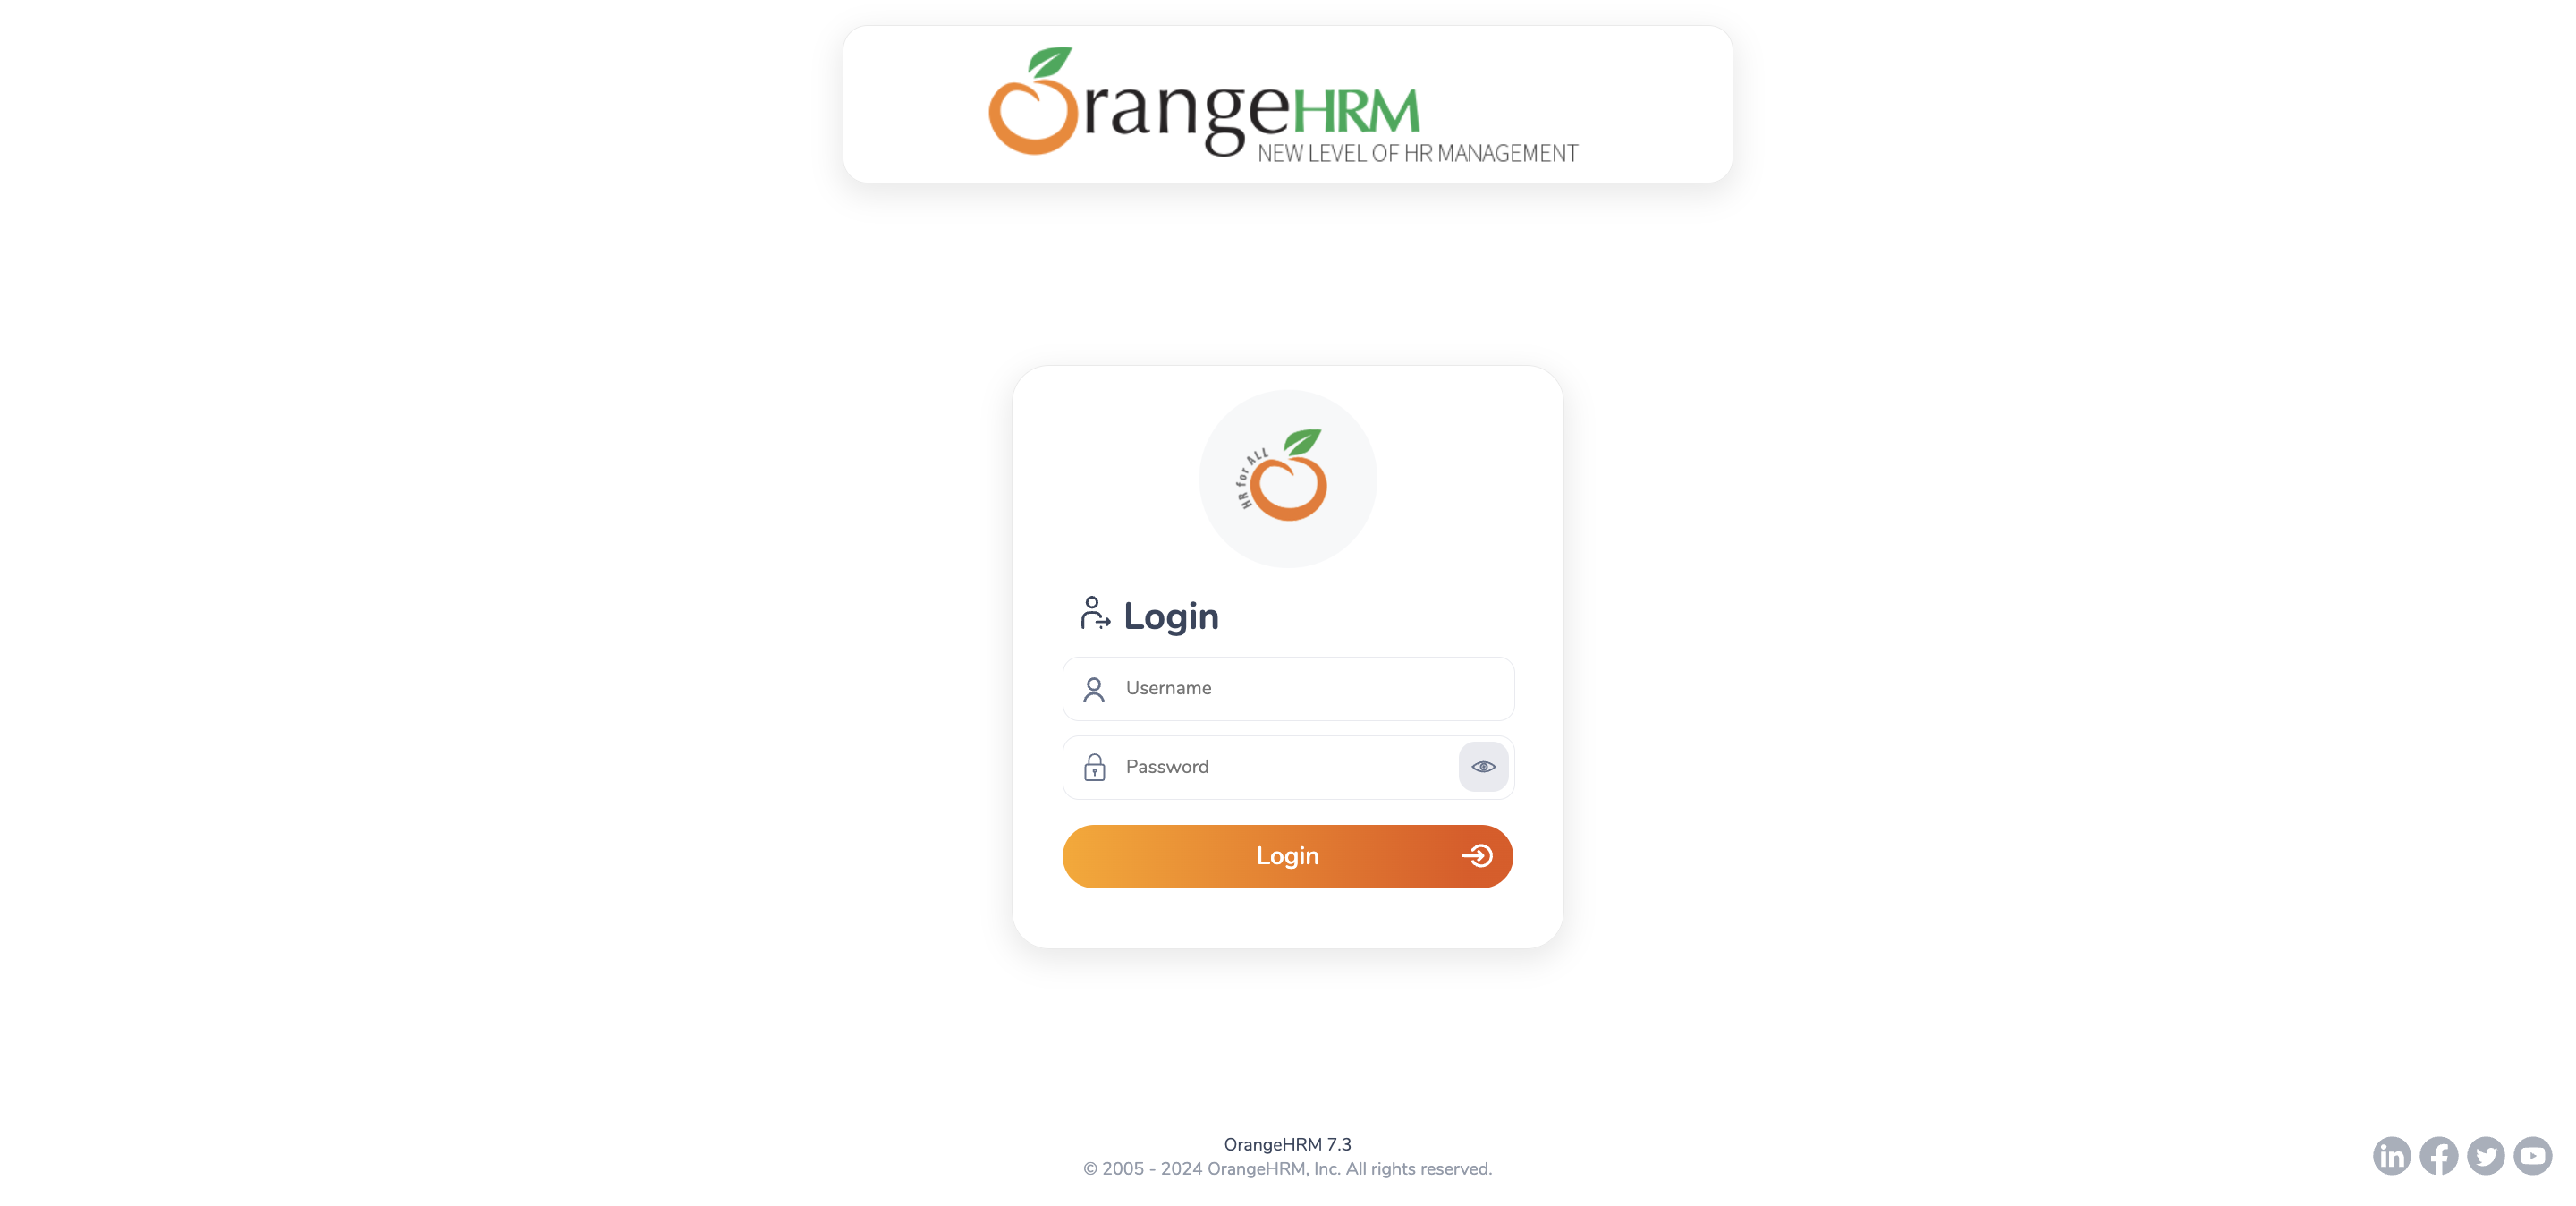 OrangeHRM
NEW LEVEL OF HR MANAGEMENT
HR for ALL
Login
Username
Password
Login
OrangeHRM 7.3
© 2005 - 2024 OrangeHRM, Inc. All rights reserved.